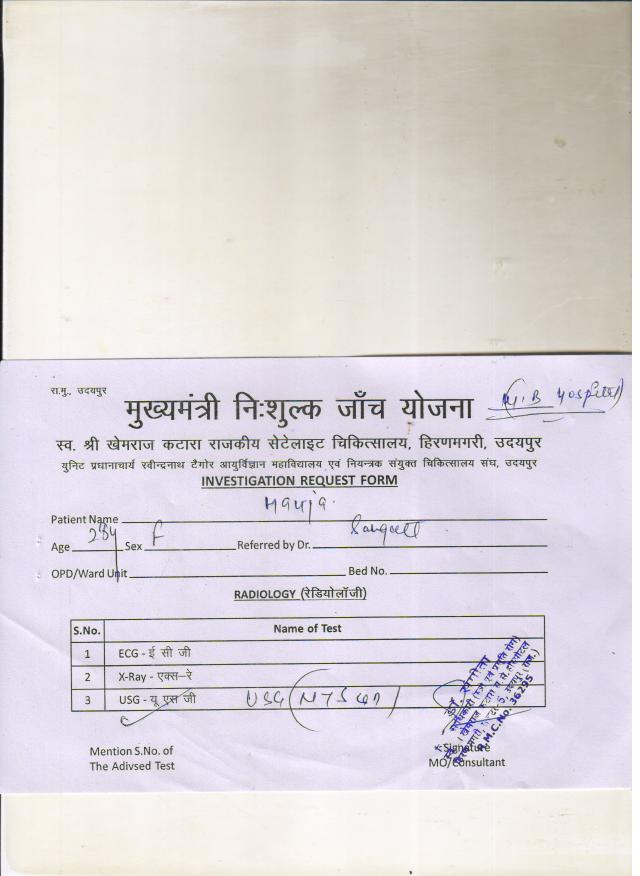 रा.मु., उदयपुर
मुख्यमंत्री निःशुल्क जाँच योजना
M.B Hospital
स्व. श्री खेमराज कटारा राजकीय सेटेलाइट चिकित्सालय, हिरणमगरी, उदयपुर
युनिट प्रधानाचार्य रवीन्द्रनाथ टैगोर आयुर्विज्ञान महाविद्यालय एवं नियन्त्रक संयुक्त चिकित्सालय संघ, उदयपुर
INVESTIGATION REQUEST FORM
Patient Name
Age Sex F Referred by Dr.
OPD/Ward Unit Bed No.
RADIOLOGY (रेडियोलॉजी)
S.No. Name of Test
1 ECG - ई सी जी
2 X-Ray - एक्स-रे
3 USG - यू एस जी USG
डॉ. संगीता
R.M.C.No. 36295
Mention S.No. of
The Adivsed Test
Signature
MO/Consultant